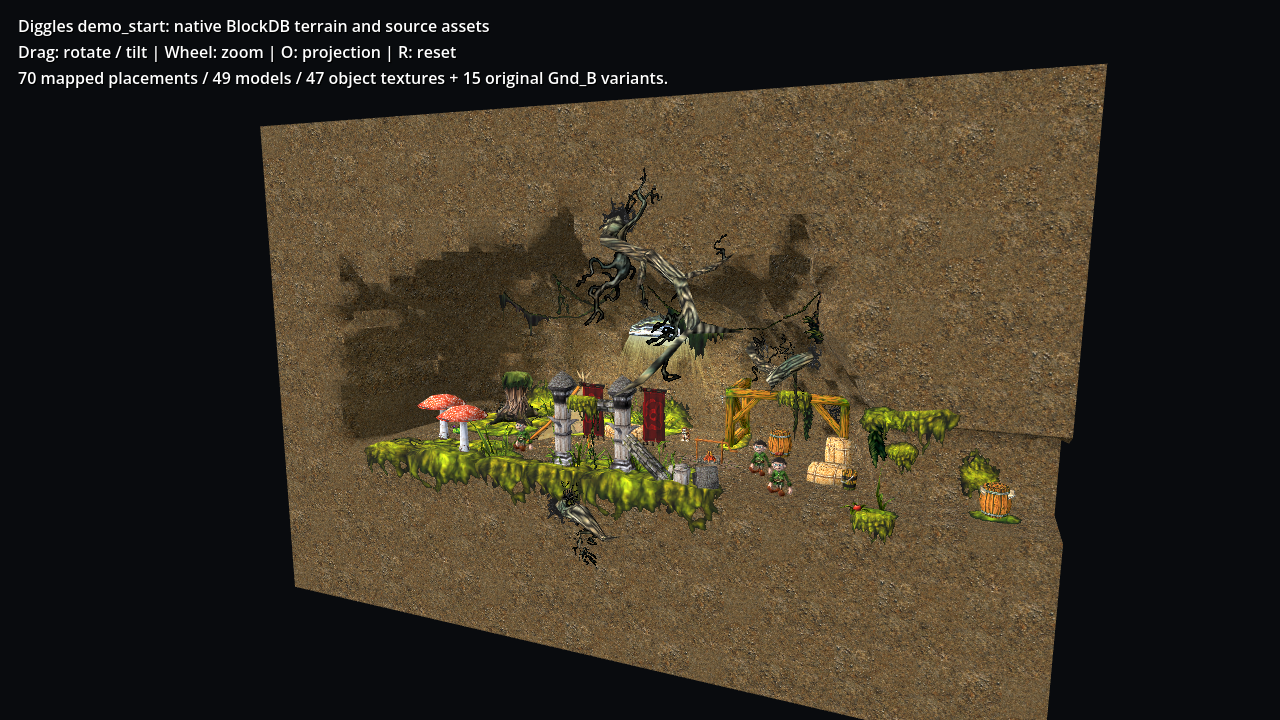 Diggles demo_start: native BlockDB terrain and source assets
Drag: rotate / tilt | Wheel: zoom | O: projection | R: reset
70 mapped placements / 49 models / 47 object textures + 15 original Gnd_B variants.